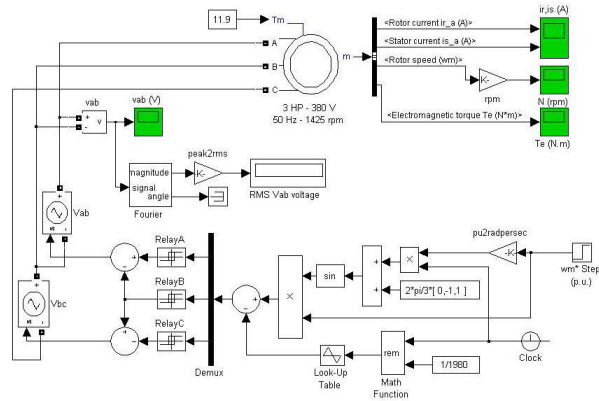 ir,is (A)
11.9
Tm
<Rotor current ir_a (A)>
A
<Stator current is_a (A)>
B
m
<Rotor speed (wm)>
C
K-
rpm
N (rpm)
3 HP - 380 V
50 Hz - 1425 rpm
<Electromagnetic torque Te (N*m)>
Te (N.m)
vab
vab (V)
+
-
v
peak2rms
magnitude
signal
angle
K-
Fourier
RMS Vab voltage
Vab
s
+
-
pu2radpersec
-K-
wm* Step
(p.u.)
RelayA
RelayB
RelayC
Demux
Vbc
s
+
-
sin
+
+
×
2*pi/3*[ 0,-1,1 ]
×
Clock
Look-Up
Table
rem
Math
Function
1/1980